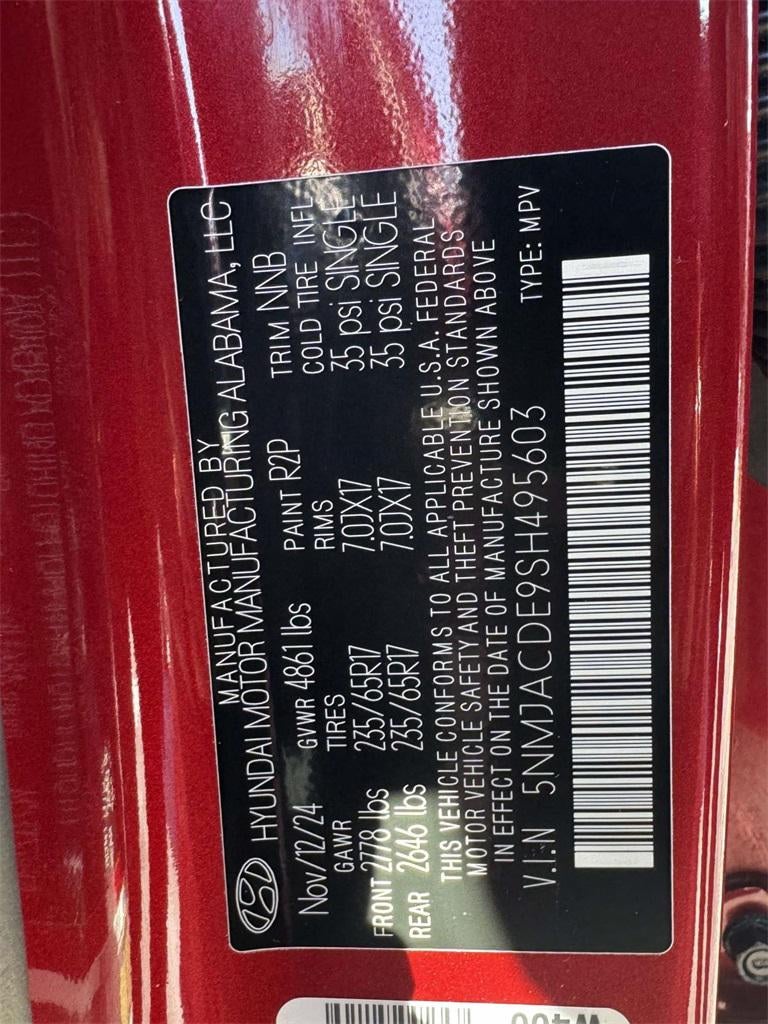 MANUFACTURED BY
HYUNDAI MOTOR MANUFACTURING ALABAMA, LLC
Nov/12/24 GVWR 4861 lbs PAINT R2P TRIM NNB
GAWR TIRES RIMS COLD TIRE INFL
FRONT 2778 lbs 235/65R17 7.0JX17 35 psi SINGLE
REAR 2646 lbs 235/65R17 7.0JX17 35 psi SINGLE
THIS VEHICLE CONFORMS TO ALL APPLICABLE U.S.A. FEDERAL
MOTOR VEHICLE SAFETY AND THEFT PREVENTION STANDARDS
IN EFFECT ON THE DATE OF MANUFACTURE SHOWN ABOVE
V.I.N 5NMJACDE9SH495603 TYPE: MPV